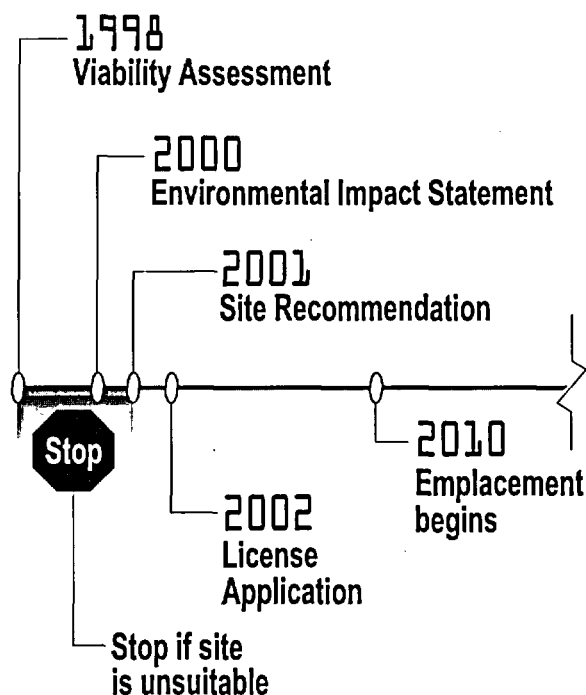 1998
Viability Assessment
2000
Environmental Impact Statement
2001
Site Recommendation
Stop
2010
Emplacement
begins
2002
License
Application
Stop if site
is unsuitable